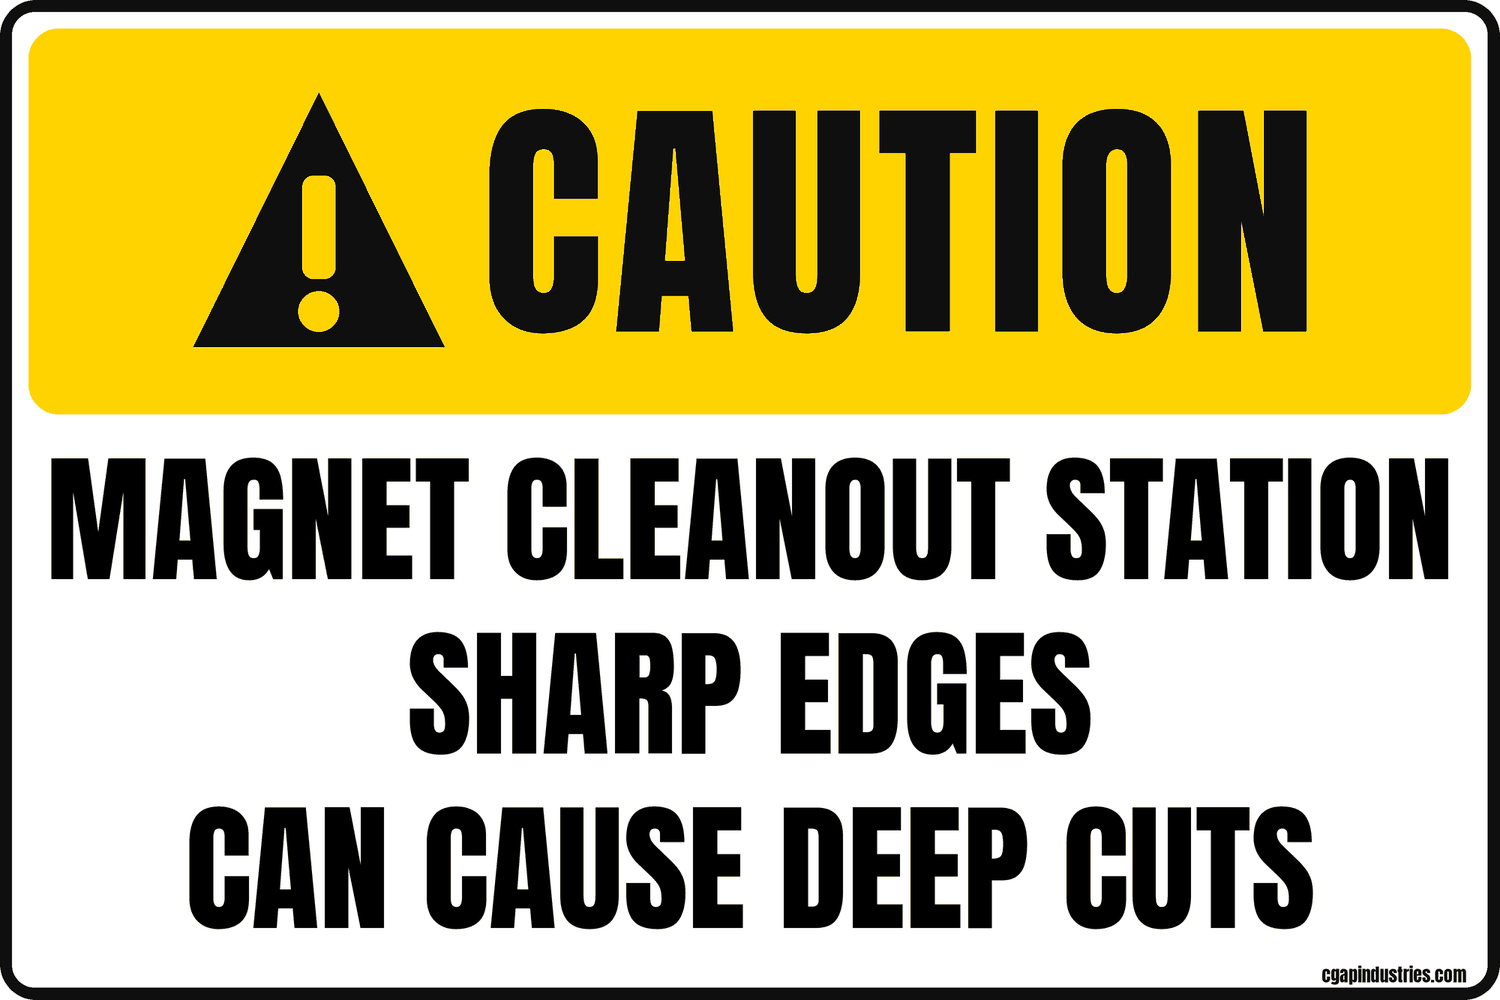 CAUTION
MAGNET CLEANOUT STATION
SHARP EDGES
CAN CAUSE DEEP CUTS
cgapindustries.com